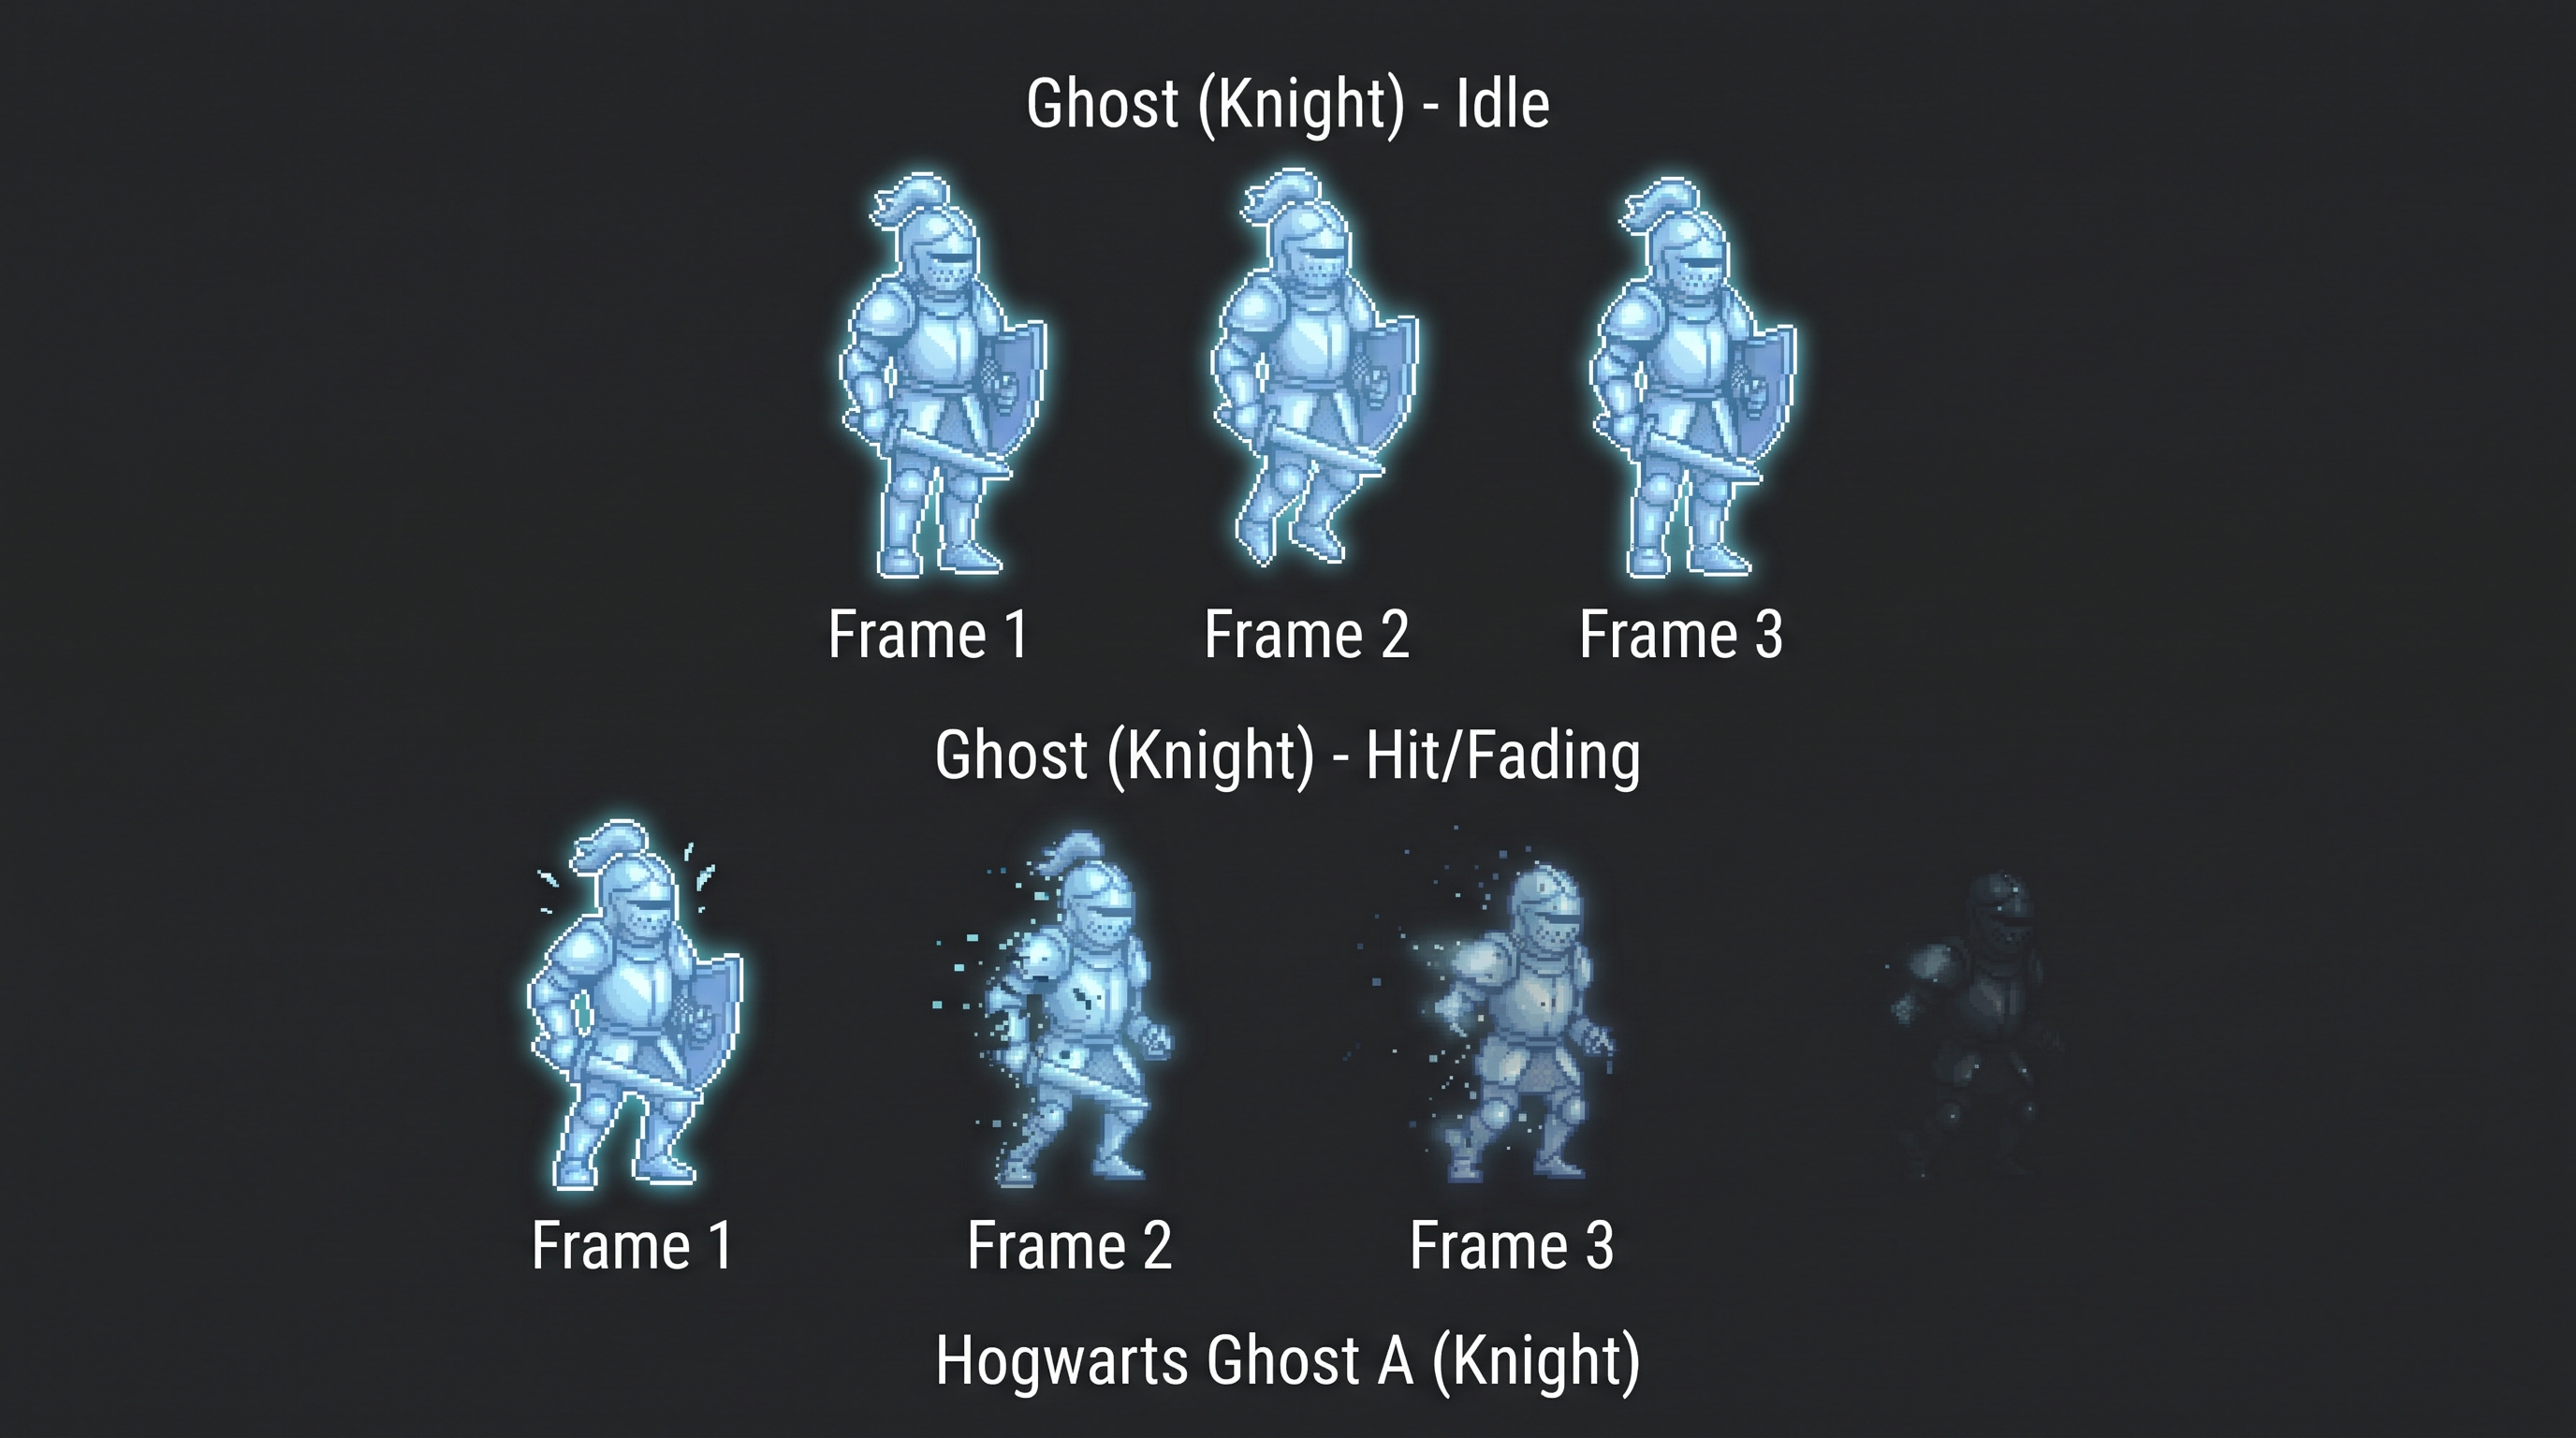 Ghost (Knight) - Idle
Frame 1 Frame 2 Frame 3
Ghost (Knight) - Hit/Fading
Frame 1 Frame 2 Frame 3
Hogwarts Ghost A (Knight)